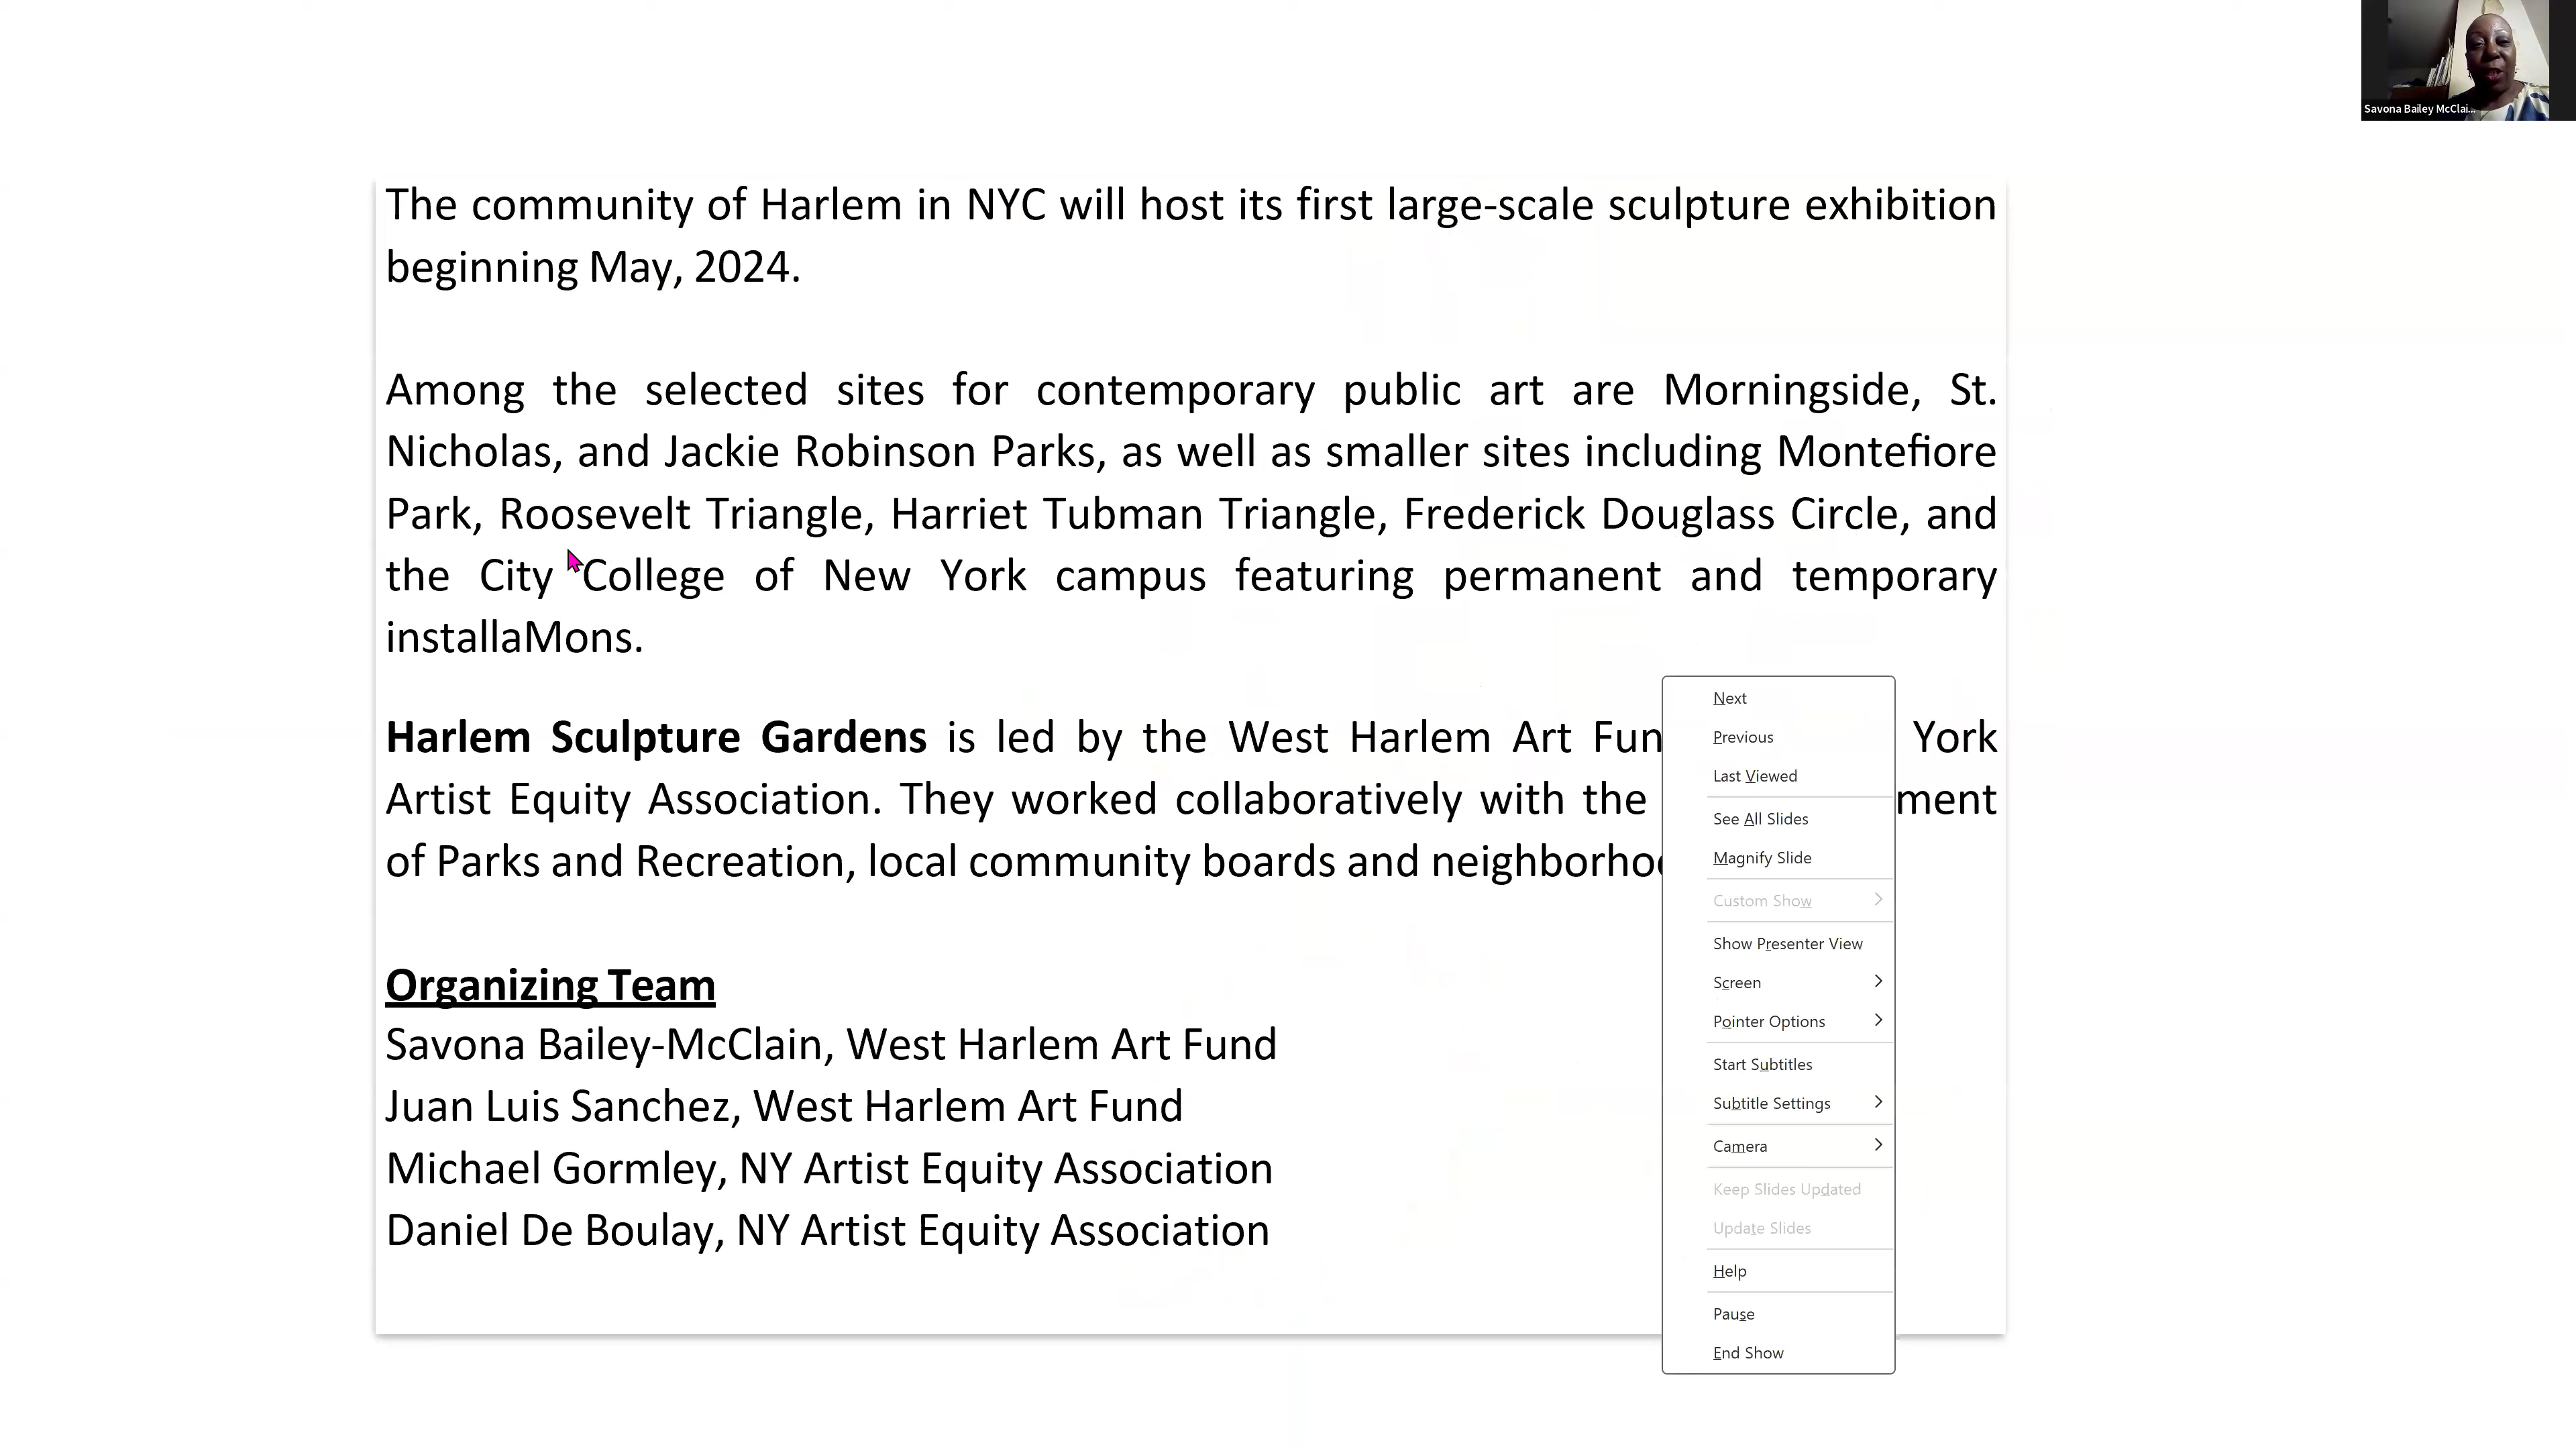 Savona Bailey McClai...
The community of Harlem in NYC will host its first large-scale sculpture exhibition
beginning May, 2024.
Among the selected sites for contemporary public art are Morningside, St.
Nicholas, and Jackie Robinson Parks, as well as smaller sites including Montefiore
Park, Roosevelt Triangle, Harriet Tubman Triangle, Frederick Douglass Circle, and
the City College of New York campus featuring permanent and temporary
installaMons.
Harlem Sculpture Gardens is led by the West Harlem Art Fun York
Artist Equity Association. They worked collaboratively with the ment
of Parks and Recreation, local community boards and neighborho
Organizing Team
Savona Bailey-McClain, West Harlem Art Fund
Juan Luis Sanchez, West Harlem Art Fund
Michael Gormley, NY Artist Equity Association
Daniel De Boulay, NY Artist Equity Association
Next
Previous
Last Viewed
See All Slides
Magnify Slide
Custom Show
Show Presenter View
Screen
Pointer Options
Start Subtitles
Subtitle Settings
Camera
Keep Slides Updated
Update Slides
Help
Pause
End Show